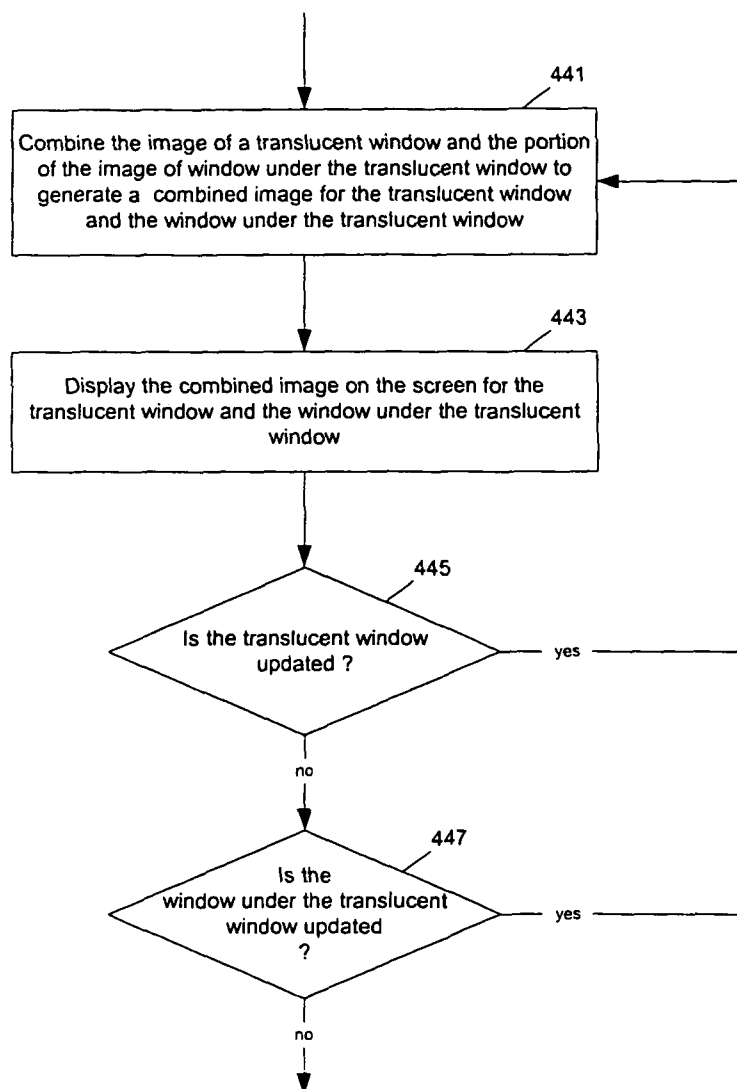 441
Combine the image of a translucent window and the portion
of the image of window under the translucent window to
generate a combined image for the translucent window
and the window under the translucent window
443
Display the combined image on the screen for the
translucent window and the window under the translucent
window
445
Is the translucent window
updated ?
yes
no
447
Is the
window under the translucent
window updated
?
yes
no